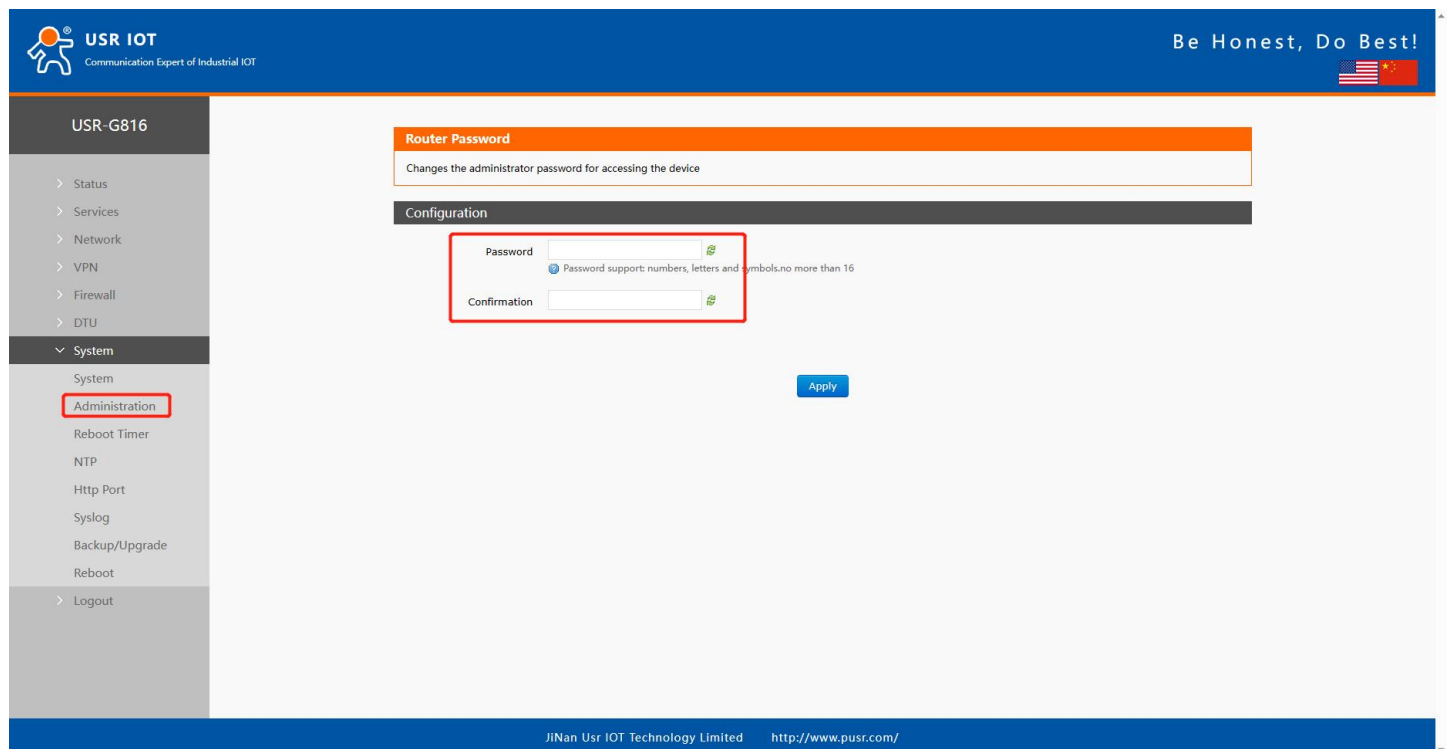 USR IOT
Communication Expert of Industrial IOT
Be Honest, Do Best!
USR-G816
Status
Services
Network
VPN
Firewall
DTU
System
System
Administration
Reboot Timer
NTP
Http Port
Syslog
Backup/Upgrade
Reboot
Logout
Router Password
Changes the administrator password for accessing the device
Configuration
Password
Password support: numbers, letters and symbols.no more than 16
Confirmation
Apply
JiNan Usr IOT Technology Limited http://www.pusr.com/